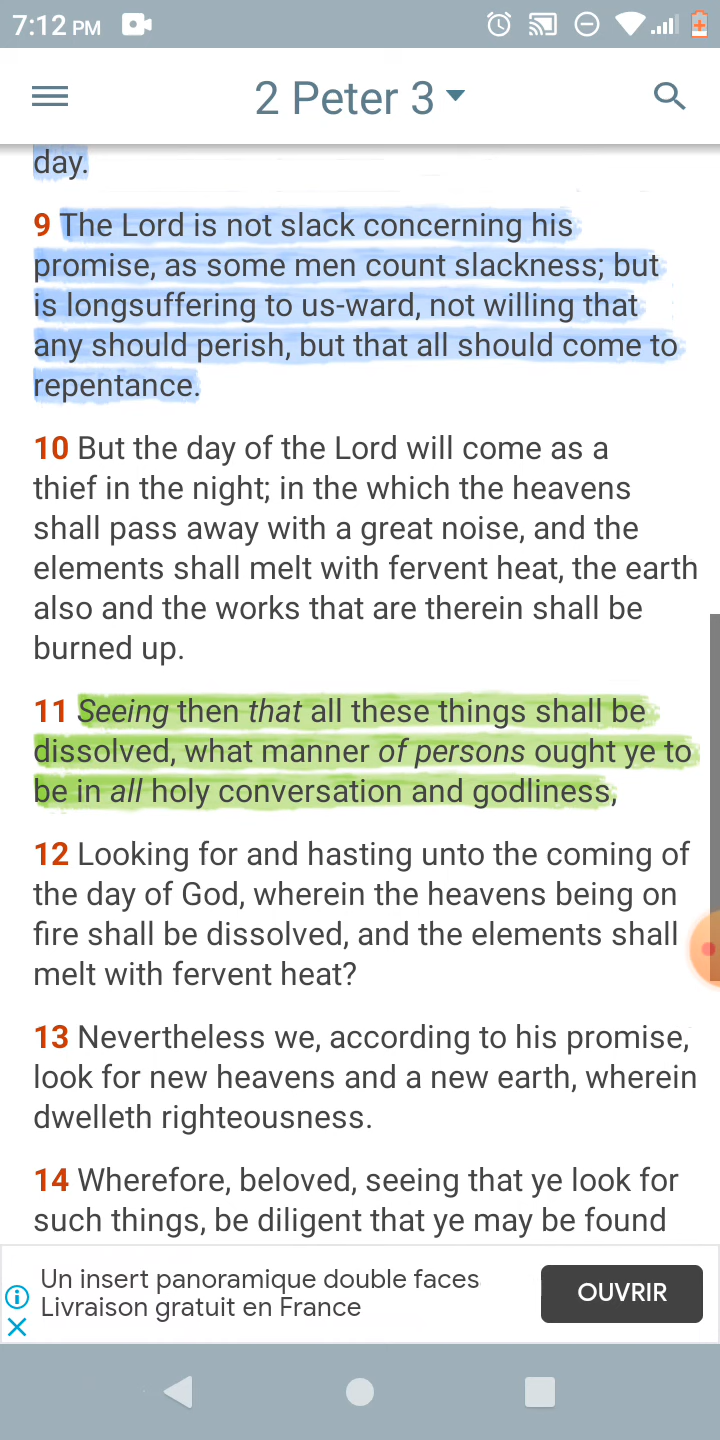 7:12 PM
2 Peter 3
day.
9 The Lord is not slack concerning his
promise, as some men count slackness; but
is longsuffering to us-ward, not willing that
any should perish, but that all should come to
repentance.
10 But the day of the Lord will come as a
thief in the night; in the which the heavens
shall pass away with a great noise, and the
elements shall melt with fervent heat, the earth
also and the works that are therein shall be
burned up.
11 Seeing then that all these things shall be
dissolved, what manner of persons ought ye to
be in all holy conversation and godliness,
12 Looking for and hasting unto the coming of
the day of God, wherein the heavens being on
fire shall be dissolved, and the elements shall
melt with fervent heat?
13 Nevertheless we, according to his promise,
look for new heavens and a new earth, wherein
dwelleth righteousness.
14 Wherefore, beloved, seeing that ye look for
such things, be diligent that ye may be found
Un insert panoramique double faces
Livraison gratuit en France
OUVRIR